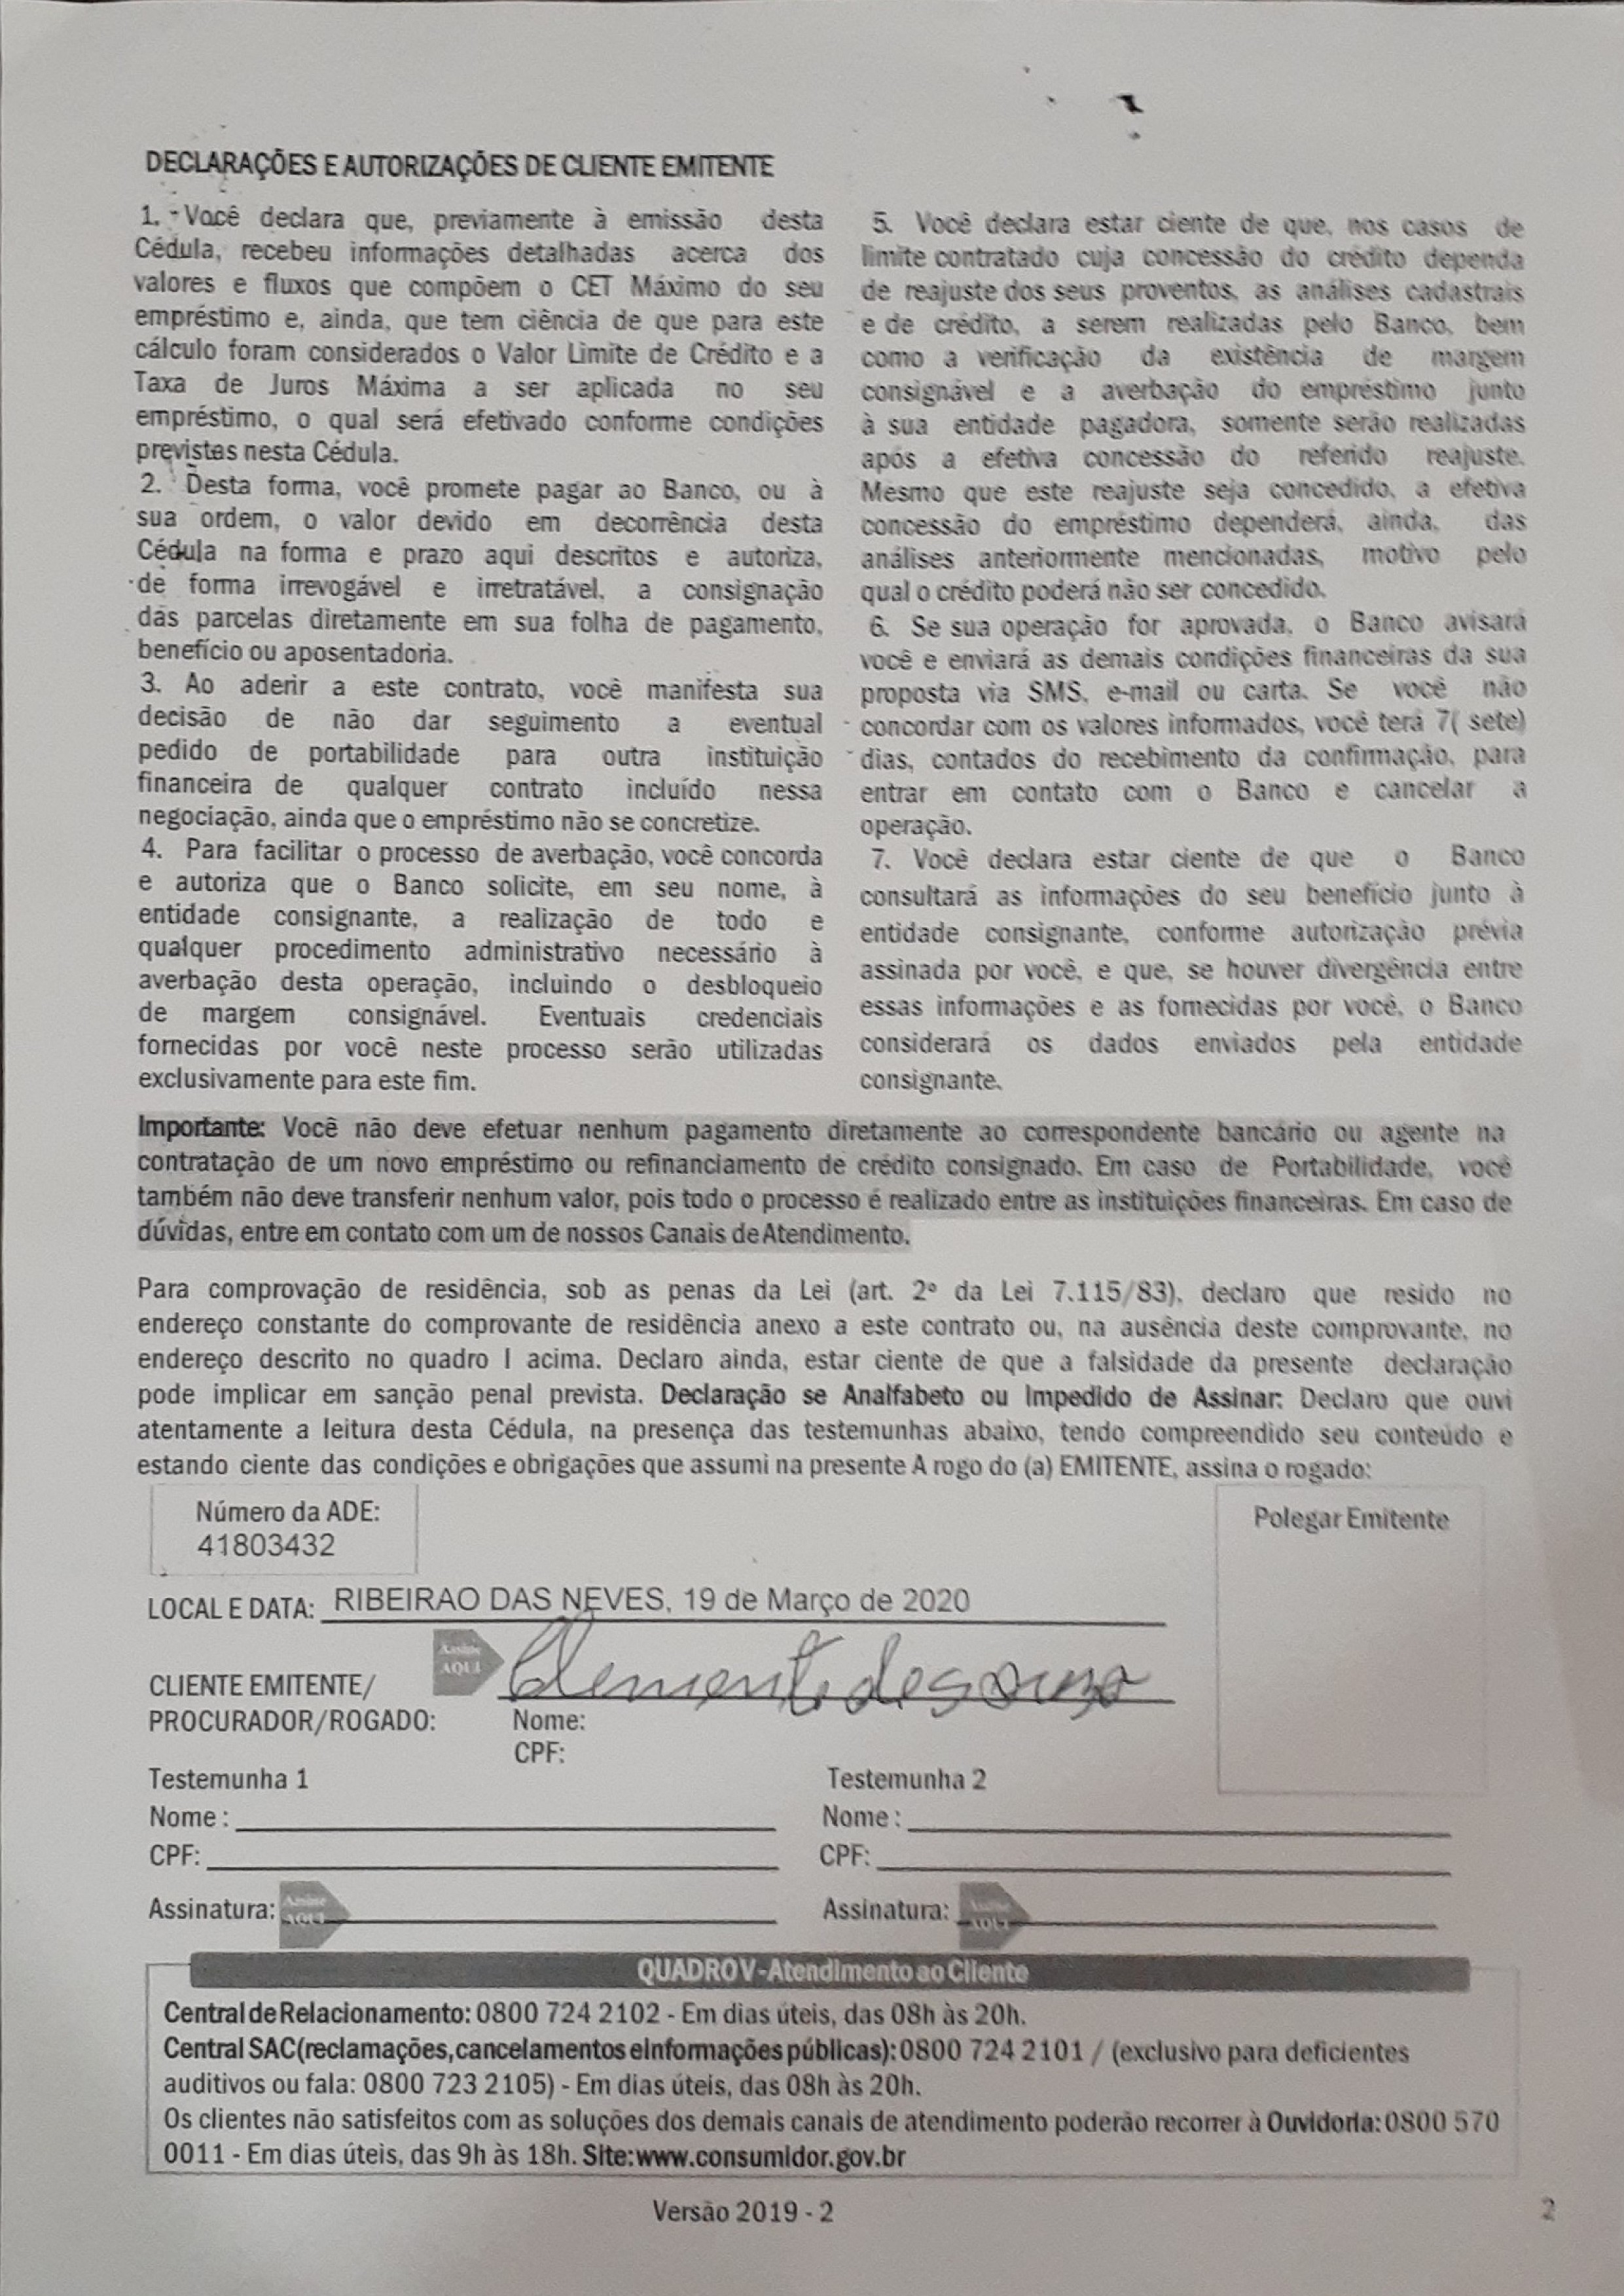 DECLARAÇÕES E AUTORIZAÇÕES DE CLIENTE EMITENTE
1. Você declara que, previamente à emissão desta
Cédula, recebeu informações detalhadas acerca dos
valores e fluxos que compõem o CET Máximo do seu
empréstimo e, ainda, que tem ciência de que para este
cálculo foram considerados o Valor Limite de Crédito e a
Taxa de Juros Máxima a ser aplicada no seu
empréstimo, o qual será efetivado conforme condições
previstas nesta Cédula.
2. Desta forma, você promete pagar ao Banco, ou à
sua ordem, o valor devido em decorrência desta
Cédula na forma e prazo aqui descritos e autoriza,
de forma irrevogável e irretratável, a consignação
das parcelas diretamente em sua folha de pagamento,
benefício ou aposentadoria.
3. Ao aderir a este contrato, você manifesta sua
decisão de não dar seguimento a eventual
pedido de portabilidade para outra instituição
financeira de qualquer contrato incluído nessa
negociação, ainda que o empréstimo não se concretize.
4. Para facilitar o processo de averbação, você concorda
e autoriza que o Banco solicite, em seu nome, à
entidade consignante, a realização de todo e
qualquer procedimento administrativo necessário à
averbação desta operação, incluindo o desbloqueio
de margem consignável. Eventuais credenciais
fornecidas por você neste processo serão utilizadas
exclusivamente para este fim.
5. Você declara estar ciente de que, nos casos de
limite contratado cuja concessão do crédito dependa
de reajuste dos seus proventos, as análises cadastrais
e de crédito, a serem realizadas pelo Banco, bem
como a verificação da existência de margem
consignável e a averbação do empréstimo junto
à sua entidade pagadora, somente serão realizadas
após a efetiva concessão do referido reajuste.
Mesmo que este reajuste seja concedido, a efetiva
concessão do empréstimo dependerá, ainda, das
análises anteriormente mencionadas, motivo pelo
qual o crédito poderá não ser concedido.
6. Se sua operação for aprovada, o Banco avisará
você e enviará as demais condições financeiras da sua
proposta via SMS, e-mail ou carta. Se você não
concordar com os valores informados, você terá 7( sete)
dias, contados do recebimento da confirmação, para
entrar em contato com o Banco e cancelar a
operação.
7. Você declara estar ciente de que o Banco
consultará as informações do seu benefício junto à
entidade consignante, conforme autorização prévia
assinada por você, e que, se houver divergência entre
essas informações e as fornecidas por você, o Banco
considerará os dados enviados pela entidade
consignante.
Importante: Você não deve efetuar nenhum pagamento diretamente ao correspondente bancário ou agente na
contratação de um novo empréstimo ou refinanciamento de crédito consignado. Em caso de Portabilidade, você
também não deve transferir nenhum valor, pois todo o processo é realizado entre as instituições financeiras. Em caso de
dúvidas, entre em contato com um de nossos Canais de Atendimento.
Para comprovação de residência, sob as penas da Lei (art. 2º da Lei 7.115/83), declaro que resido no
endereço constante do comprovante de residência anexo a este contrato ou, na ausência deste comprovante, no
endereço descrito no quadro I acima. Declaro ainda, estar ciente de que a falsidade da presente declaração
pode implicar em sanção penal prevista. Declaração se Analfabeto ou Impedido de Assinar: Declaro que ouvi
atentamente a leitura desta Cédula, na presença das testemunhas abaixo, tendo compreendido seu conteúdo e
estando ciente das condições e obrigações que assumi na presente A rogo do (a) EMITENTE, assina o rogado:
Número da ADE:
41803432
Polegar Emitente
LOCAL E DATA: RIBEIRAO DAS NEVES, 19 de Março de 2020
CLIENTE EMITENTE/
PROCURADOR/ROGADO:
Assine
AQUI
Clemente de souza
Nome:
CPF:
Testemunha 1
Nome :
CPF:
Assinatura: Assine
AQUI
Testemunha 2
Nome :
CPF:
Assinatura: Assine
AQUI
QUADRO V - Atendimento ao Cliente
Central de Relacionamento: 0800 724 2102 - Em dias úteis, das 08h às 20h.
Central SAC(reclamações, cancelamentos e Informações públicas): 0800 724 2101 / (exclusivo para deficientes
auditivos ou fala: 0800 723 2105) - Em dias úteis, das 08h às 20h.
Os clientes não satisfeitos com as soluções dos demais canais de atendimento poderão recorrer à Ouvidoria: 0800 570
0011 - Em dias úteis, das 9h às 18h. Site: www.consumidor.gov.br
Versão 2019 - 2
2